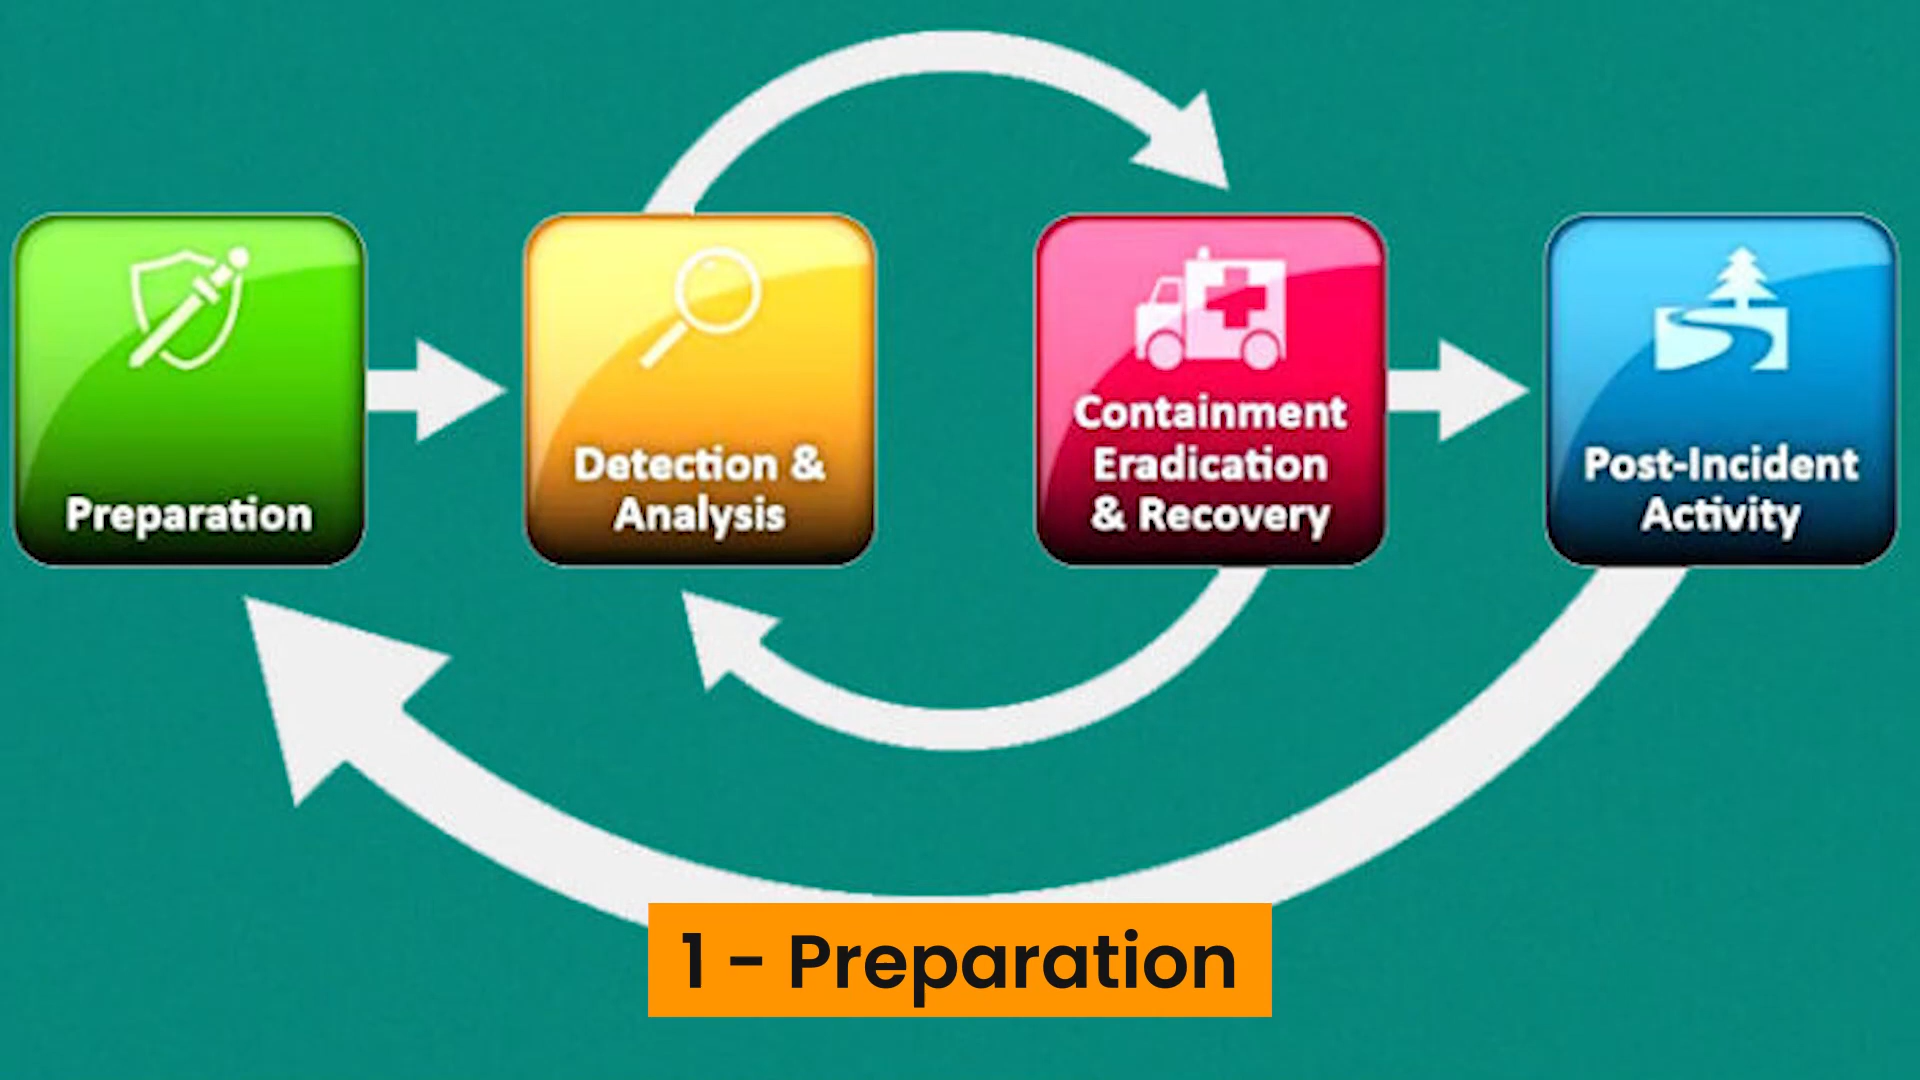 Preparation
Detection &
Analysis
Containment
Eradication
& Recovery
Post-Incident
Activity
1 - Preparation